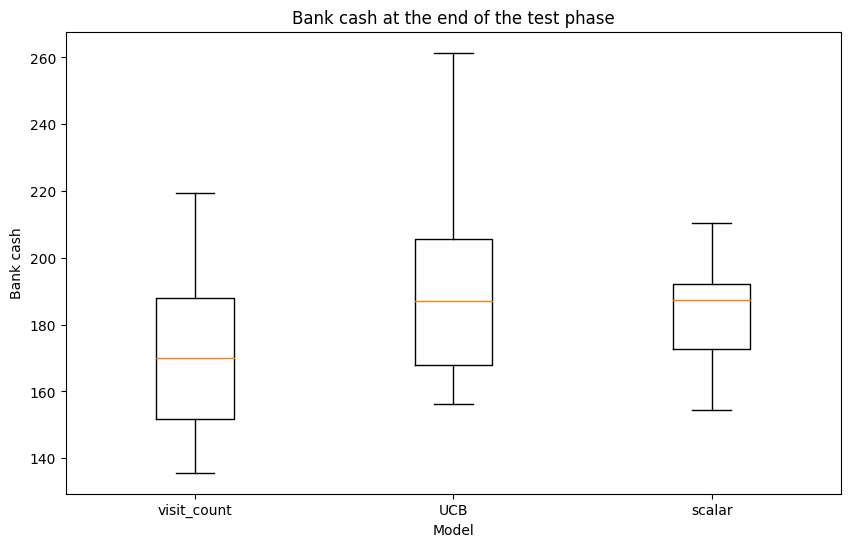 Bank cash at the end of the test phase
260
240
220
200
180
160
140
Bank cash
visit_count UCB scalar
Model